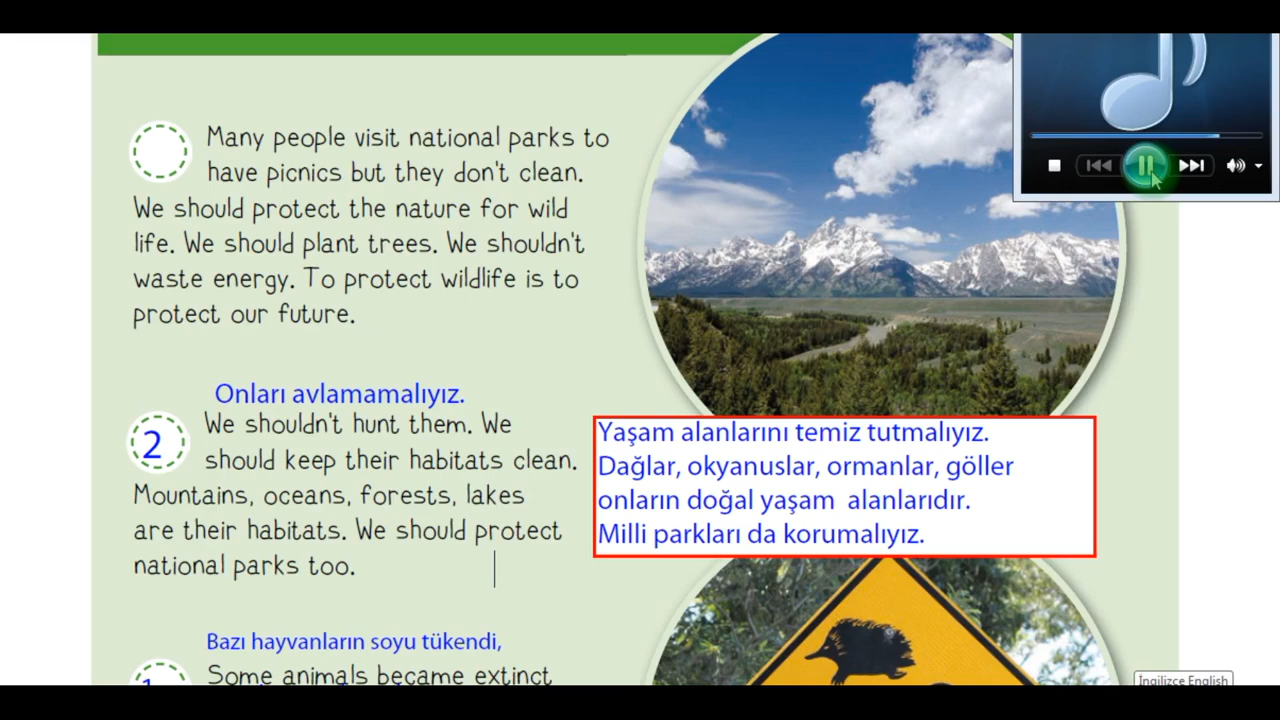 Many people visit national parks to
have picnics but they don't clean.
We should protect the nature for wild
life. We should plant trees. We shouldn't
waste energy. To protect wildlife is to
protect our future.
Onları avlamamalıyız.
2
We shouldn't hunt them. We
should keep their habitats clean.
Mountains, oceans, forests, lakes
are their habitats. We should protect
national parks too.
Yaşam alanlarını temiz tutmalıyız.
Dağlar, okyanuslar, ormanlar, göller
onların doğal yaşam alanlarıdır.
Milli parkları da korumalıyız.
Bazı hayvanların soyu tükendi,
1
Some animals became extinct
İngilizce English